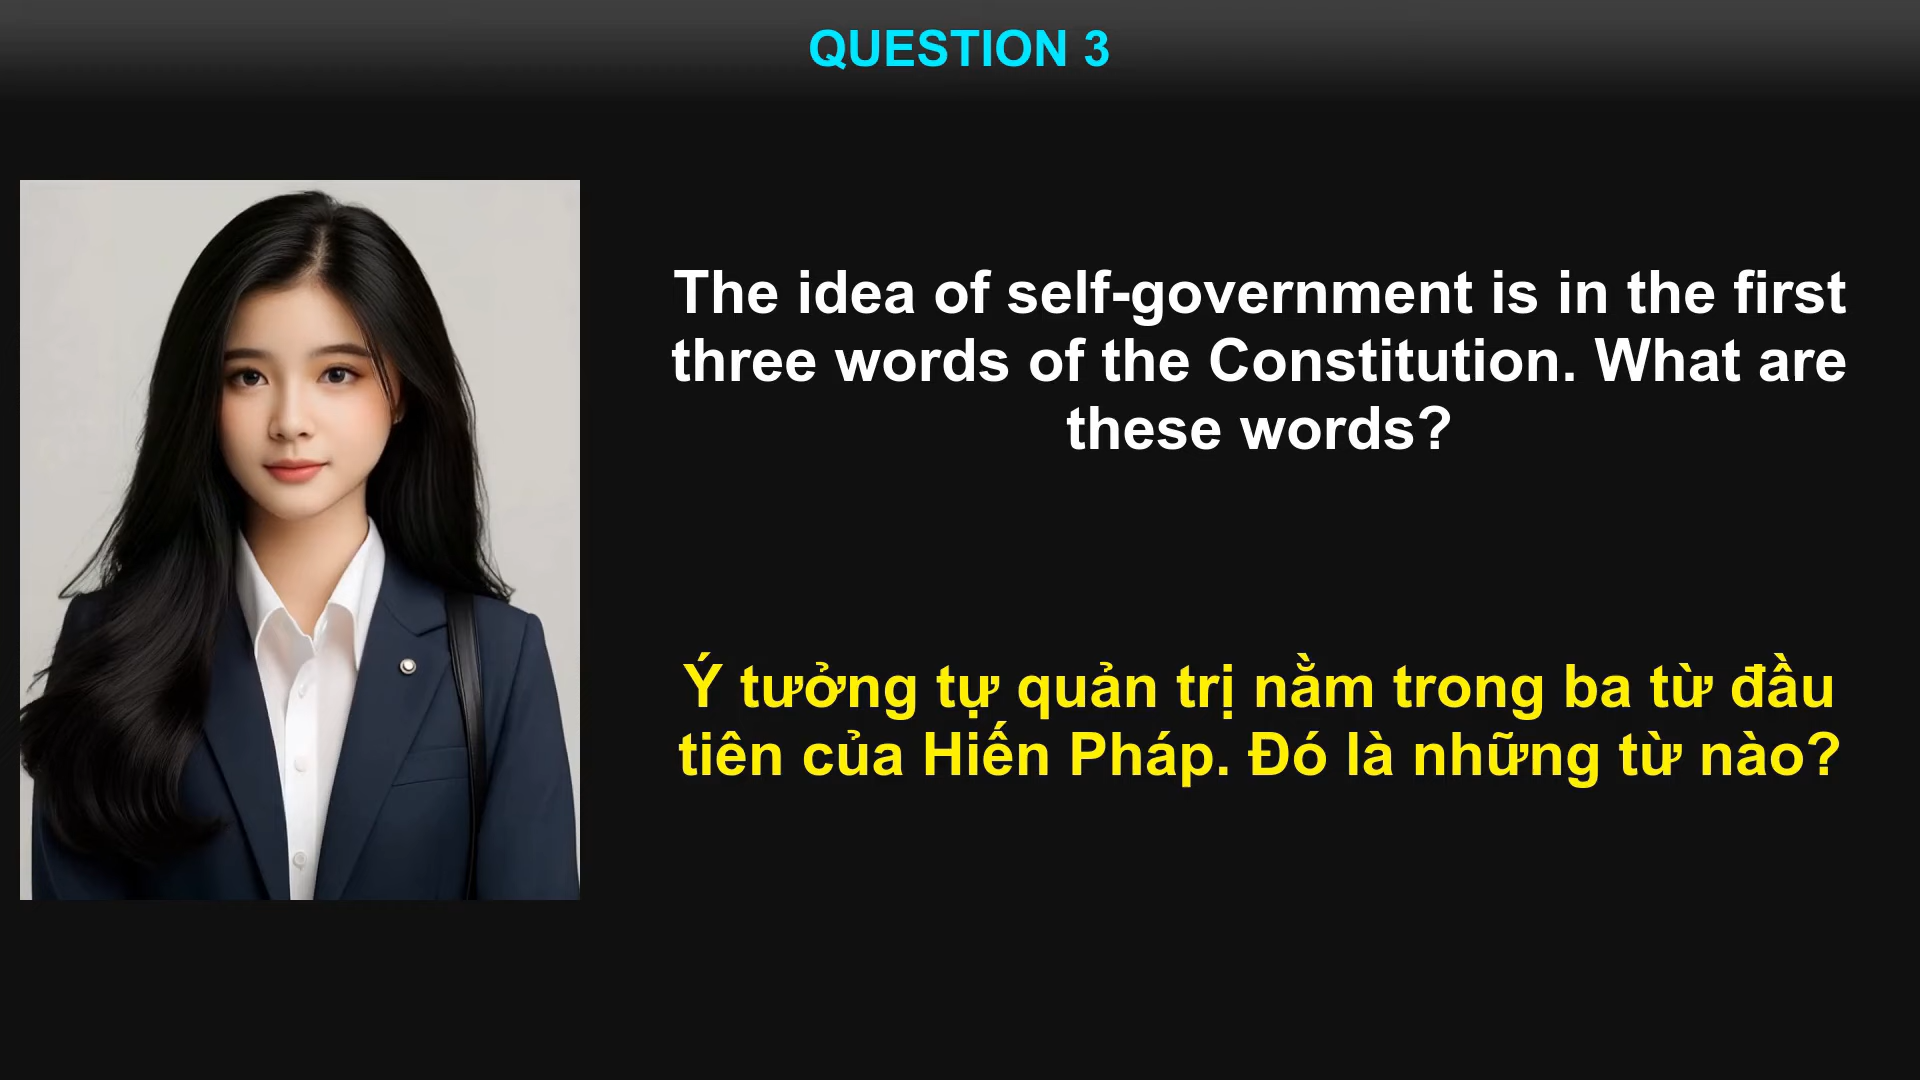 QUESTION 3
The idea of self-government is in the first
three words of the Constitution. What are
these words?
Ý tưởng tự quản trị nằm trong ba từ đầu
tiên của Hiến Pháp. Đó là những từ nào?